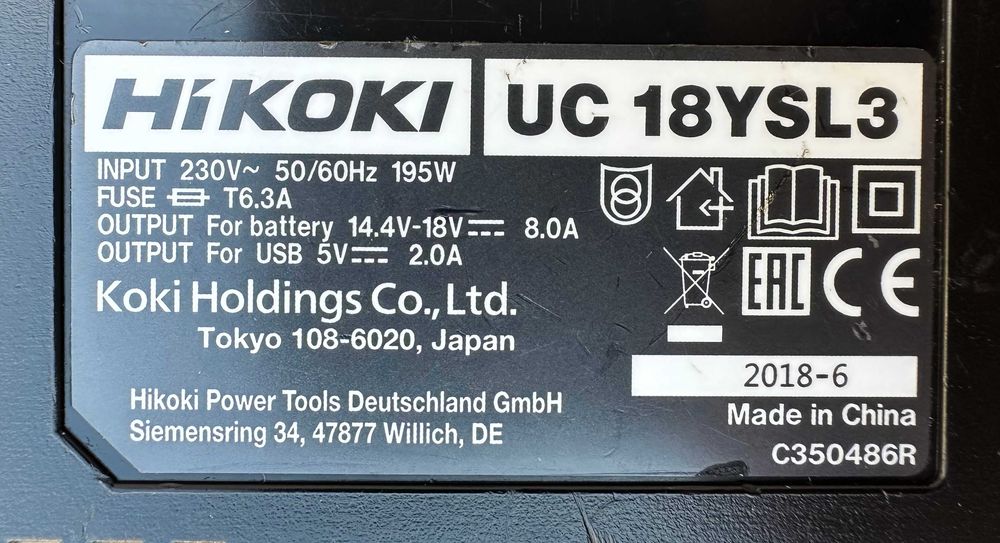 HiKOKI
UC 18YSL3
INPUT 230V~ 50/60Hz 195W
FUSE T6.3A
OUTPUT For battery 14.4V-18V⎓ 8.0A
OUTPUT For USB 5V⎓ 2.0A
Koki Holdings Co., Ltd.
Tokyo 108-6020, Japan
Hikoki Power Tools Deutschland GmbH
Siemensring 34, 47877 Willich, DE
EAC CE
2018-6
Made in China
C350486R